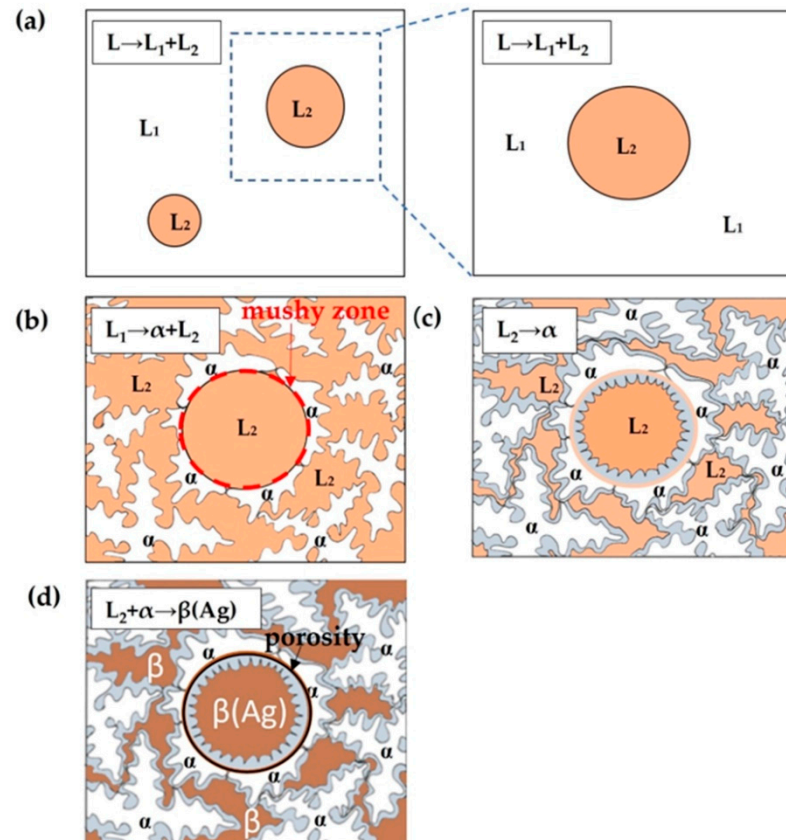 (a)
L→L₁+L₂
L₂
L₁
L₂
L→L₁+L₂
L₁
L₂
L₁
(b)
L₁→α+L₂
mushy zone
α
α
L₂
α
L₂
L₂
α
α
α
α
α
(c)
L₂→α
α
α
α
L₂
α
L₂
L₂
α
α
α
α
α
(d)
L₂+α→β(Ag)
porosity
α
α
β
α
β(Ag)
α
α
α
α
β
α